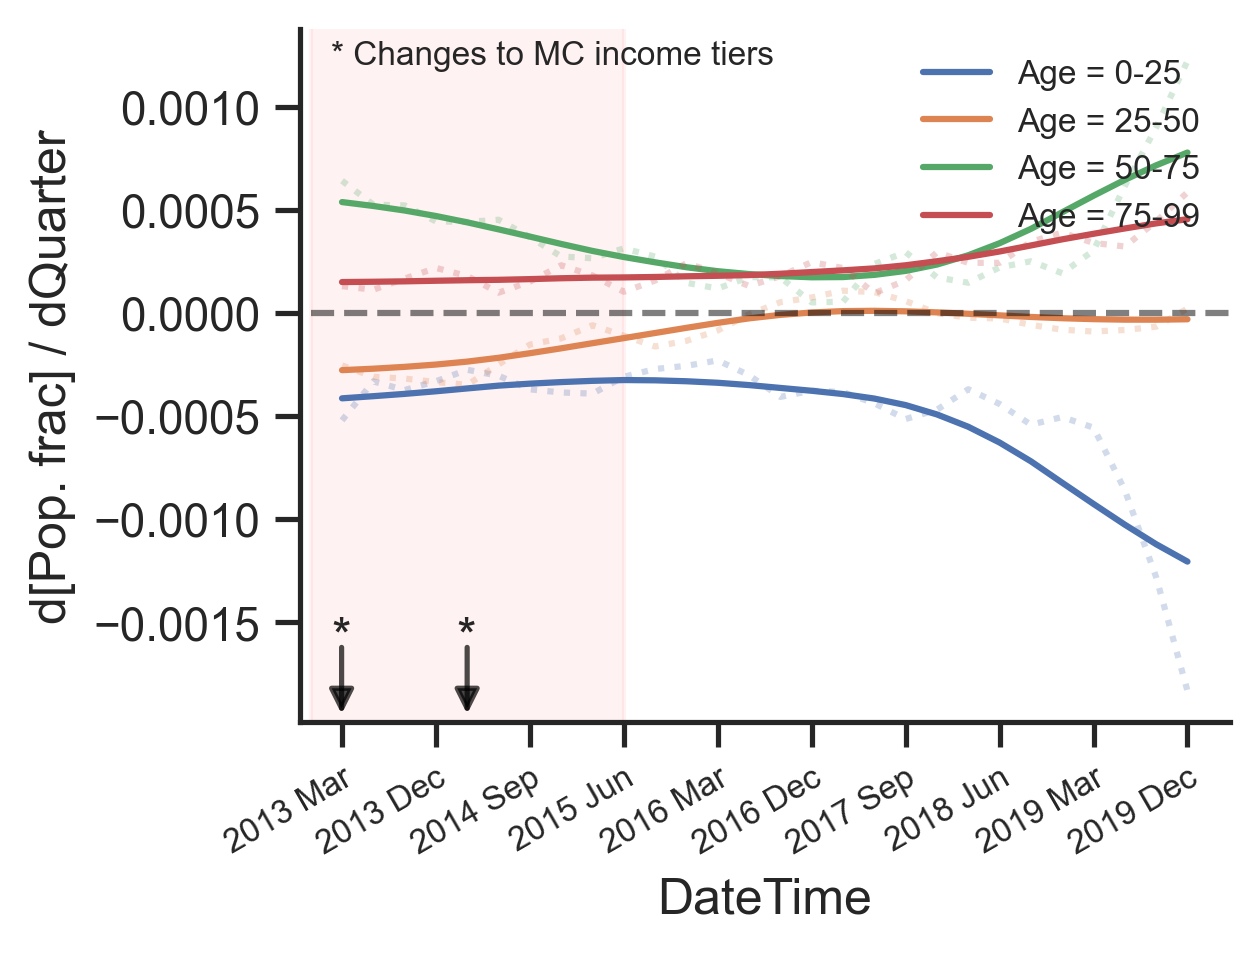 * Changes to MC income tiers
Age = 0-25
Age = 25-50
Age = 50-75
Age = 75-99
0.0010
0.0005
0.0000
−0.0005
−0.0010
−0.0015
d[Pop. frac] / dQuarter
* *
2013 Mar
2013 Dec
2014 Sep
2015 Jun
2016 Mar
2016 Dec
2017 Sep
2018 Jun
2019 Mar
2019 Dec
DateTime